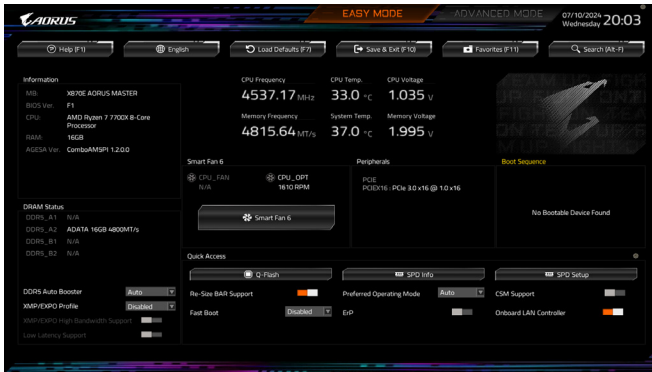 AORUS
EASY MODE
ADVANCED MODE
07/10/2024
Wednesday
20:03
Help (F1)
English
Load Defaults (F7)
Save & Exit (F10)
Favorites (F11)
Search (Alt-F)
Information
MB: X870E AORUS MASTER
BIOS Ver. F1
CPU: AMD Ryzen 7 7700X 8-Core
Processor
RAM: 16GB
AGESA Ver. ComboAM5PI 1.2.0.0
CPU Frequency
4537.17 MHz
CPU Temp.
33.0 °C
CPU Voltage
1.035 V
Memory Frequency
4815.64 MT/s
System Temp.
37.0 °C
Memory Voltage
1.995 V
Smart Fan 6
CPU_FAN
N/A
CPU_OPT
1610 RPM
Smart Fan 6
Peripherals
PCIE
PCIEX16 : PCIe 3.0 x16 @ 1.0 x16
Boot Sequence
No Bootable Device Found
DRAM Status
DDR5_A1 N/A
DDR5_A2 ADATA 16GB 4800MT/s
DDR5_B1 N/A
DDR5_B2 N/A
DDR5 Auto Booster Auto
XMP/EXPO Profile Disabled
XMP/EXPO High Bandwidth Support
Low Latency Support
Quick Access
Q-Flash
SPD Info
SPD Setup
Re-Size BAR Support
Preferred Operating Mode Auto
CSM Support
Fast Boot Disabled
ErP
Onboard LAN Controller